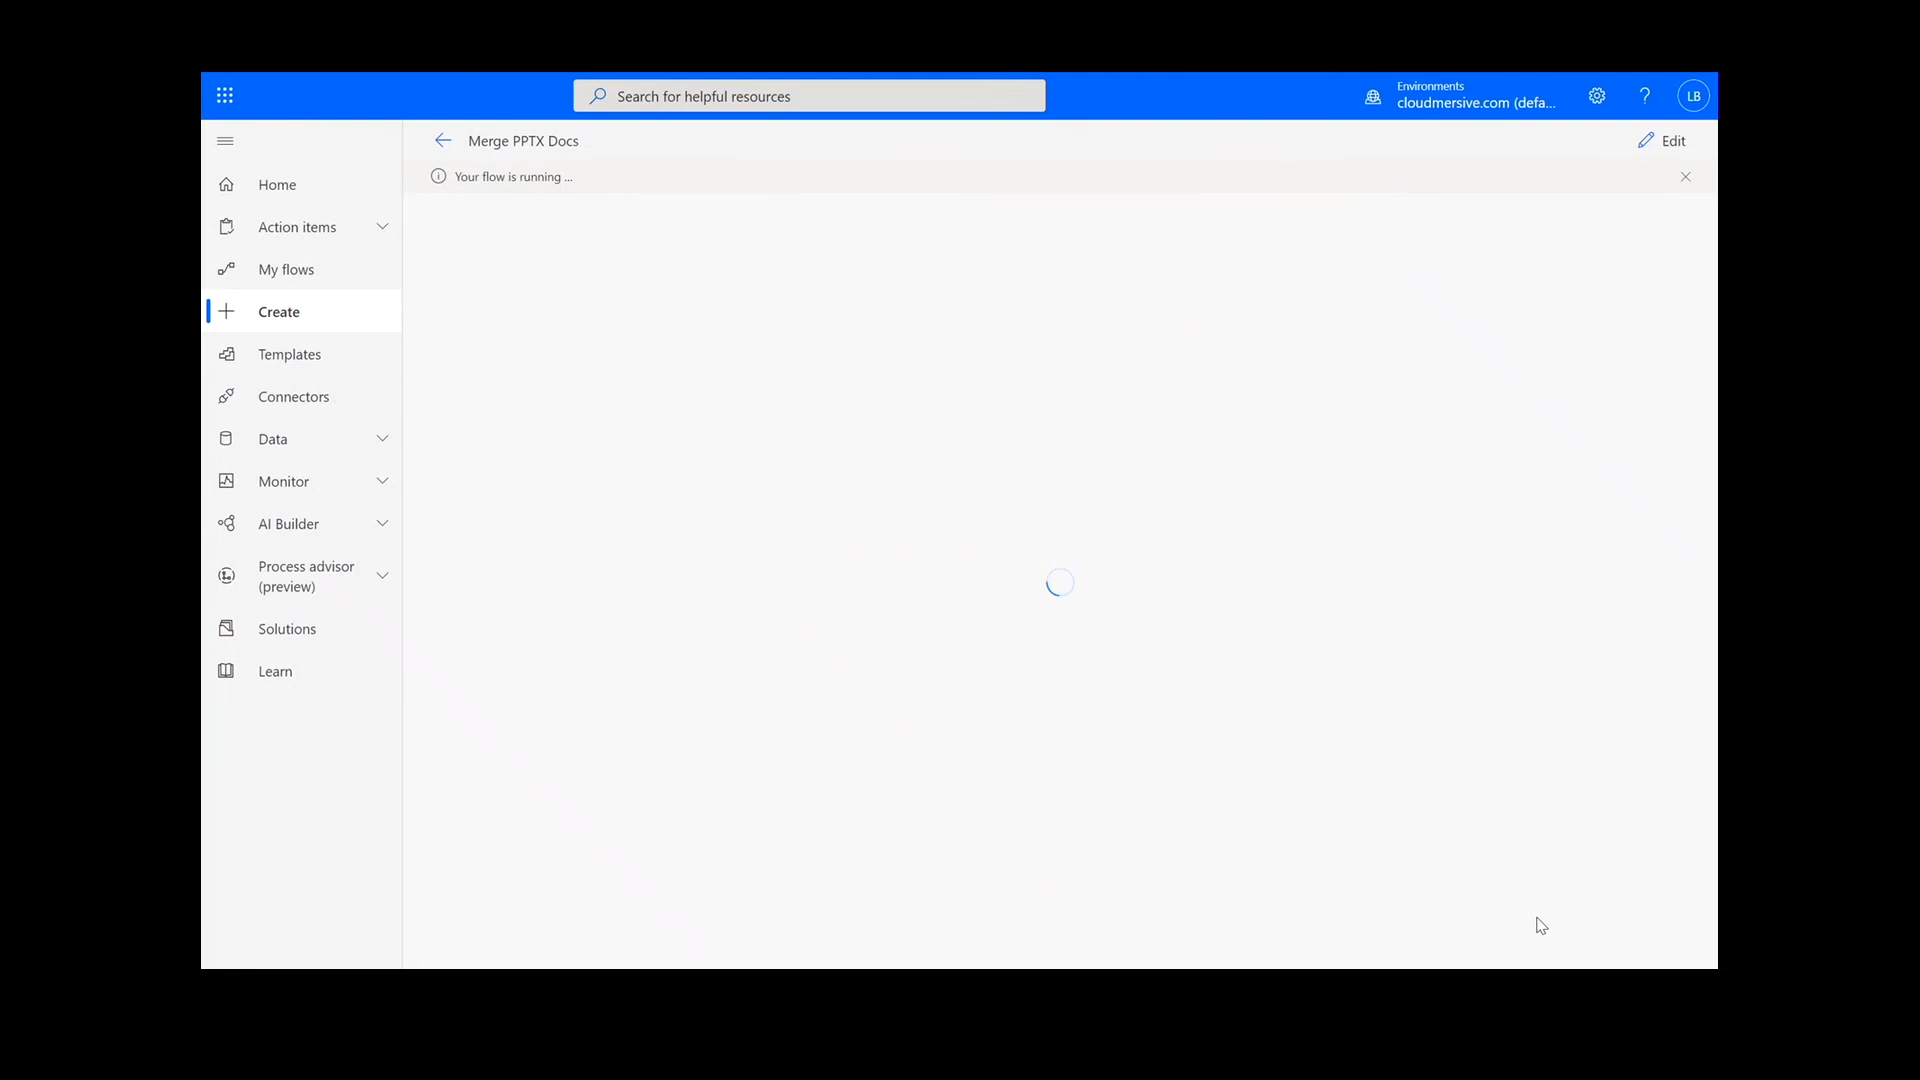 Search for helpful resources
Environments
cloudmersive.com (defa...
?
LB
Merge PPTX Docs
Edit
Your flow is running ...
Home
Action items
My flows
Create
Templates
Connectors
Data
Monitor
AI Builder
Process advisor
(preview)
Solutions
Learn